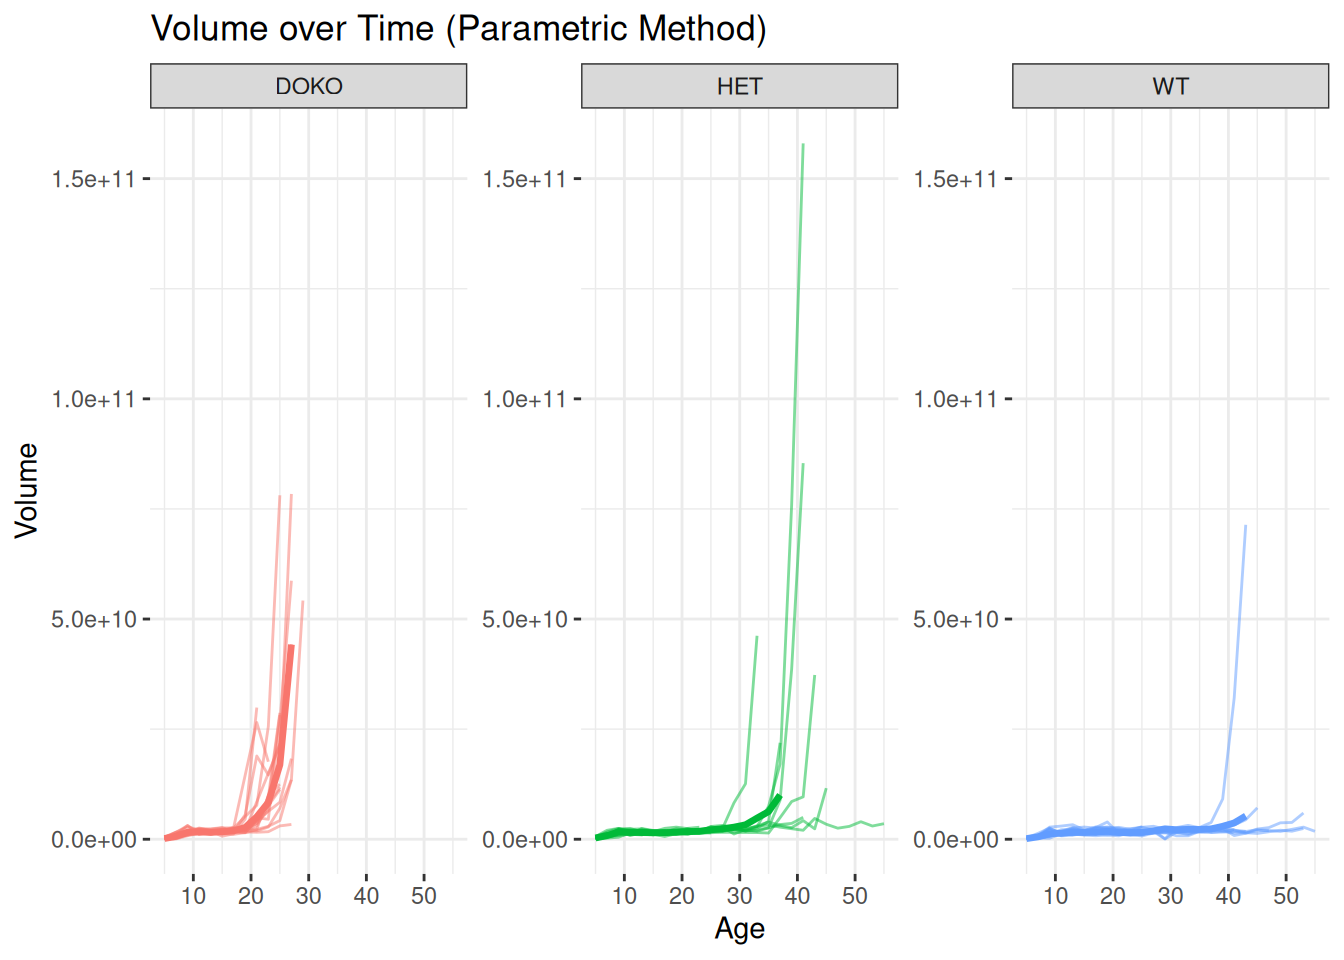 Volume over Time (Parametric Method)
DOKO HET WT
1.5e+11 1.5e+11 1.5e+11
1.0e+11 1.0e+11 1.0e+11
Volume
5.0e+10 5.0e+10 5.0e+10
0.0e+00 0.0e+00 0.0e+00
10 20 30 40 50 10 20 30 40 50 10 20 30 40 50
Age